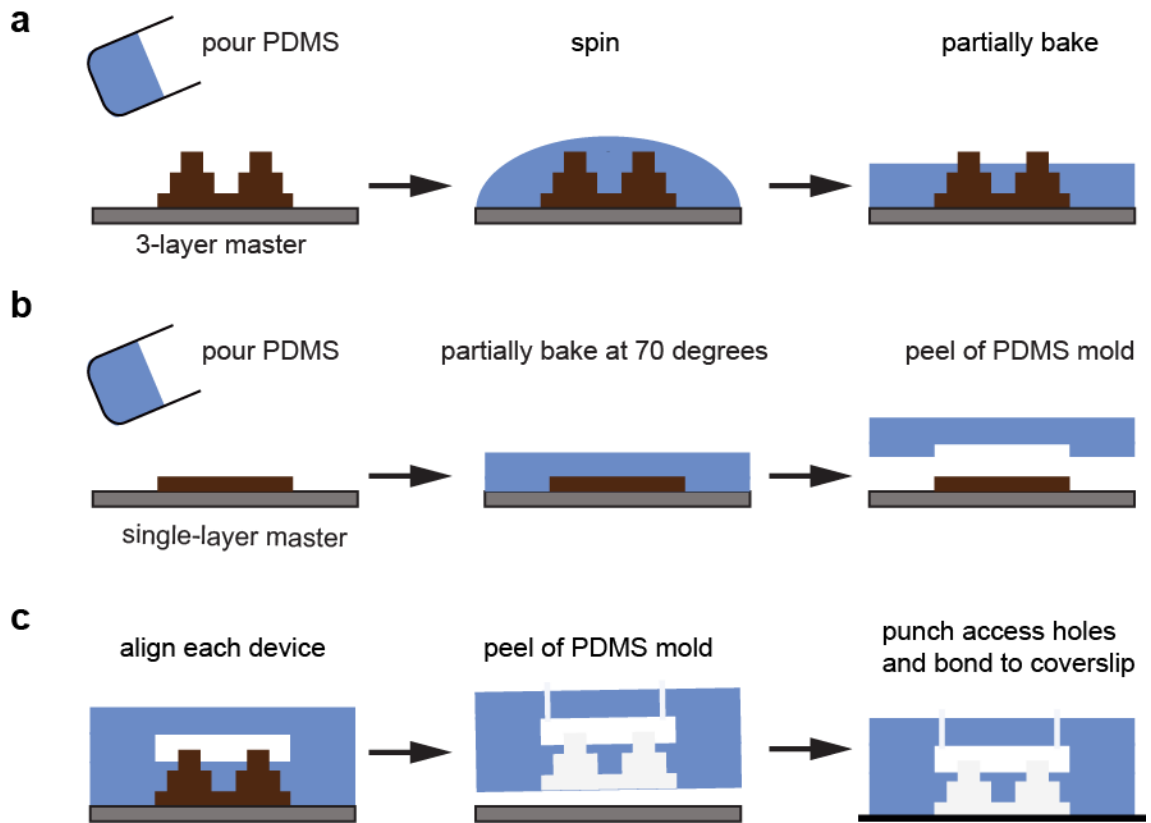 a
pour PDMS
spin
partially bake
3-layer master
b
pour PDMS
partially bake at 70 degrees
peel of PDMS mold
single-layer master
c
align each device
peel of PDMS mold
punch access holes
and bond to coverslip